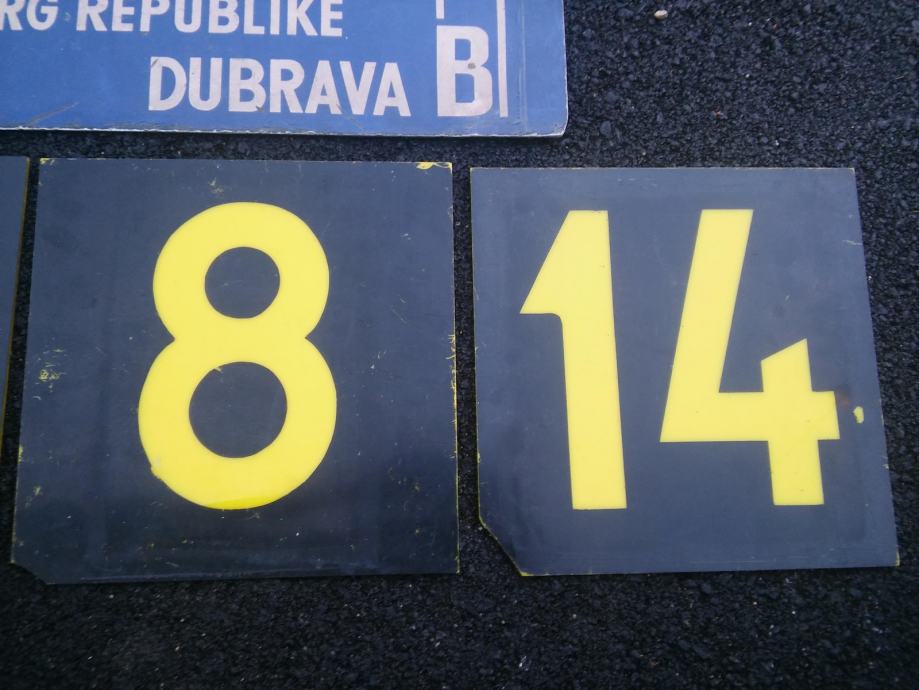 RG REPUBLIKE
DUBRAVA B
8
14